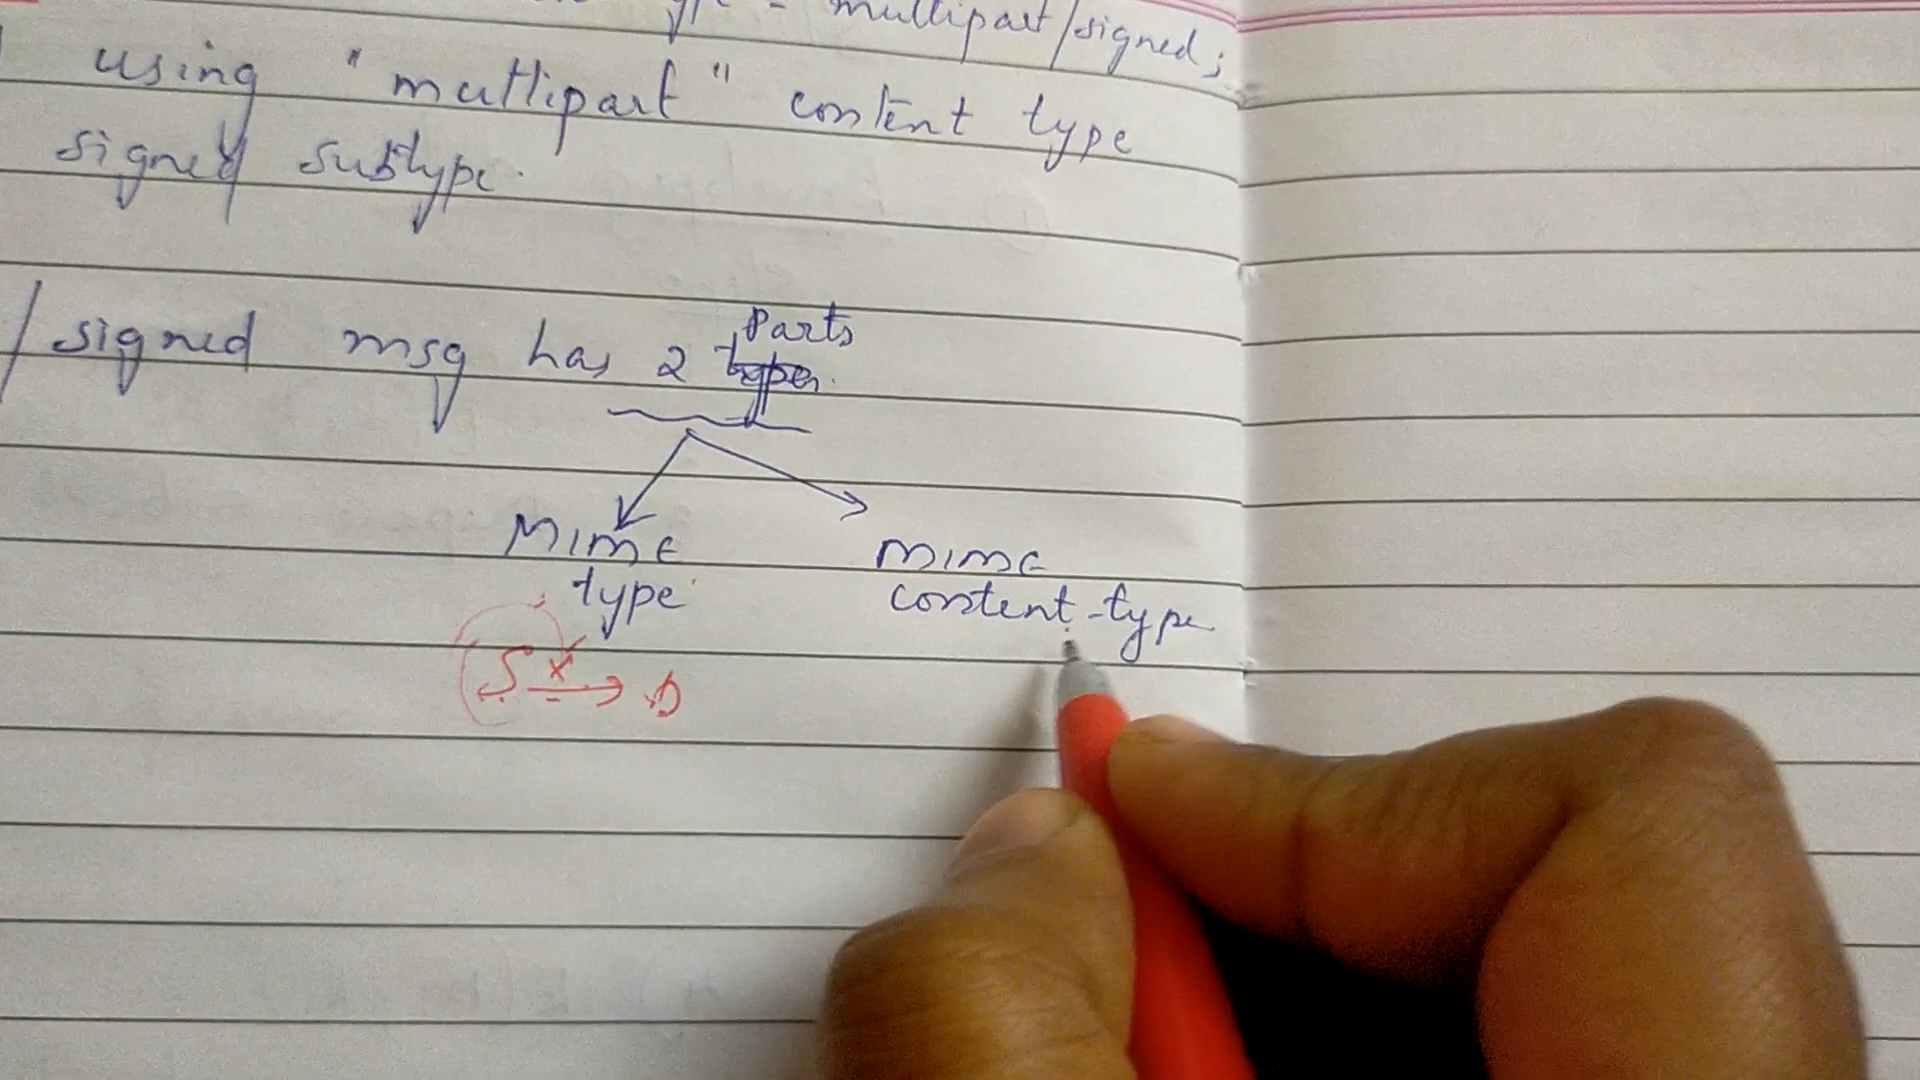 multipart/signed;
using "multipart" content type
signed subtype.
/signed msg has 2 Parts
MIME
type
MIME
content-type
S x → D